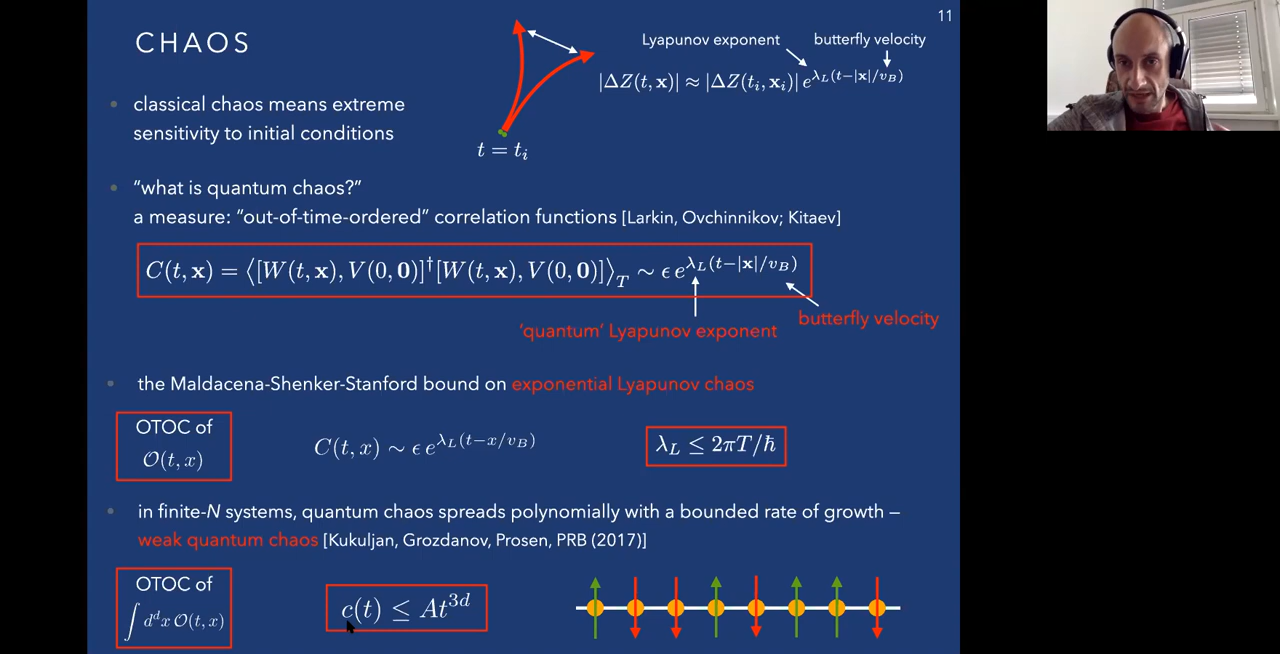 11
CHAOS
Lyapunov exponent
butterfly velocity
|ΔZ(t, x)| ≈ |ΔZ(t_i, x_i)| e^{λ_L(t−|x|/v_B)}
• classical chaos means extreme
sensitivity to initial conditions
t = t_i
• “what is quantum chaos?”
a measure: “out-of-time-ordered” correlation functions [Larkin, Ovchinnikov; Kitaev]
C(t, x) = ⟨[W(t, x), V(0, 0)]†[W(t, x), V(0, 0)]⟩_T ∼ ϵ e^{λ_L(t−|x|/v_B)}
‘quantum’ Lyapunov exponent
butterfly velocity
• the Maldacena-Shenker-Stanford bound on exponential Lyapunov chaos
OTOC of
O(t, x)
C(t, x) ∼ ϵ e^{λ_L(t−x/v_B)}
λ_L ≤ 2πT/ħ
• in finite-N systems, quantum chaos spreads polynomially with a bounded rate of growth –
weak quantum chaos [Kukuljan, Grozdanov, Prosen, PRB (2017)]
OTOC of
∫ d^d x O(t, x)
c(t) ≤ At^{3d}